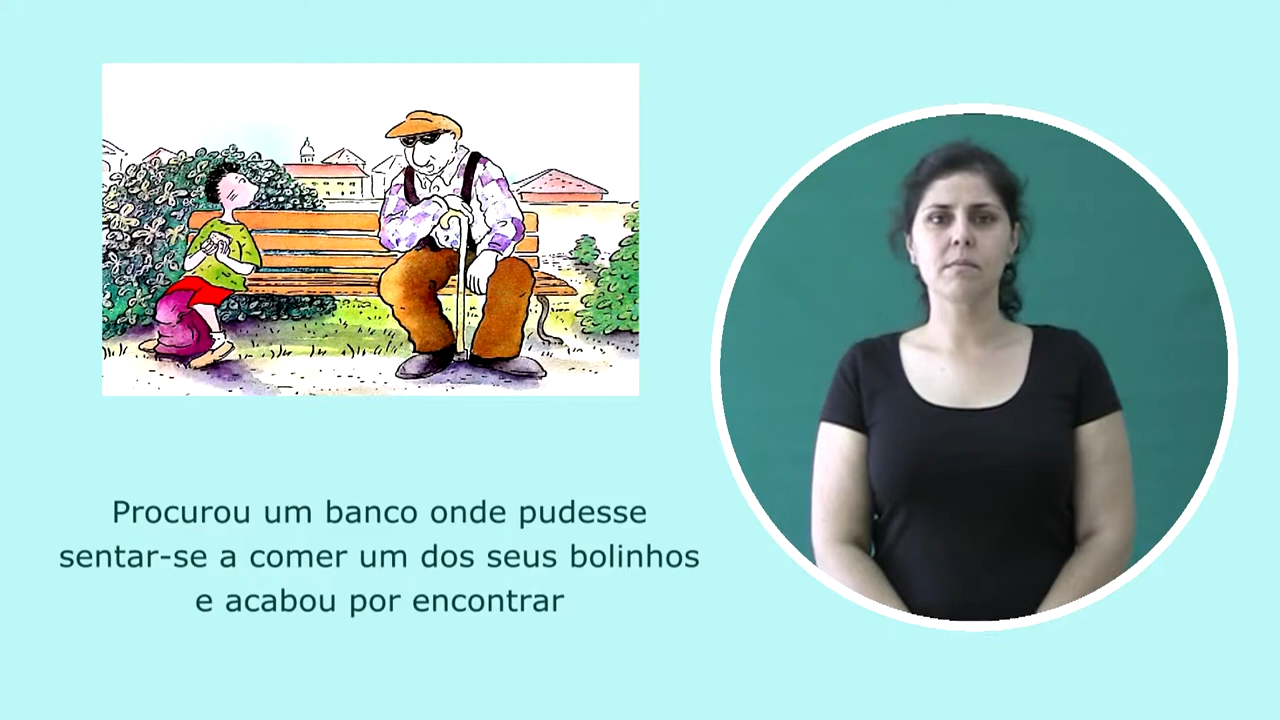 Procurou um banco onde pudesse
sentar-se a comer um dos seus bolinhos
e acabou por encontrar